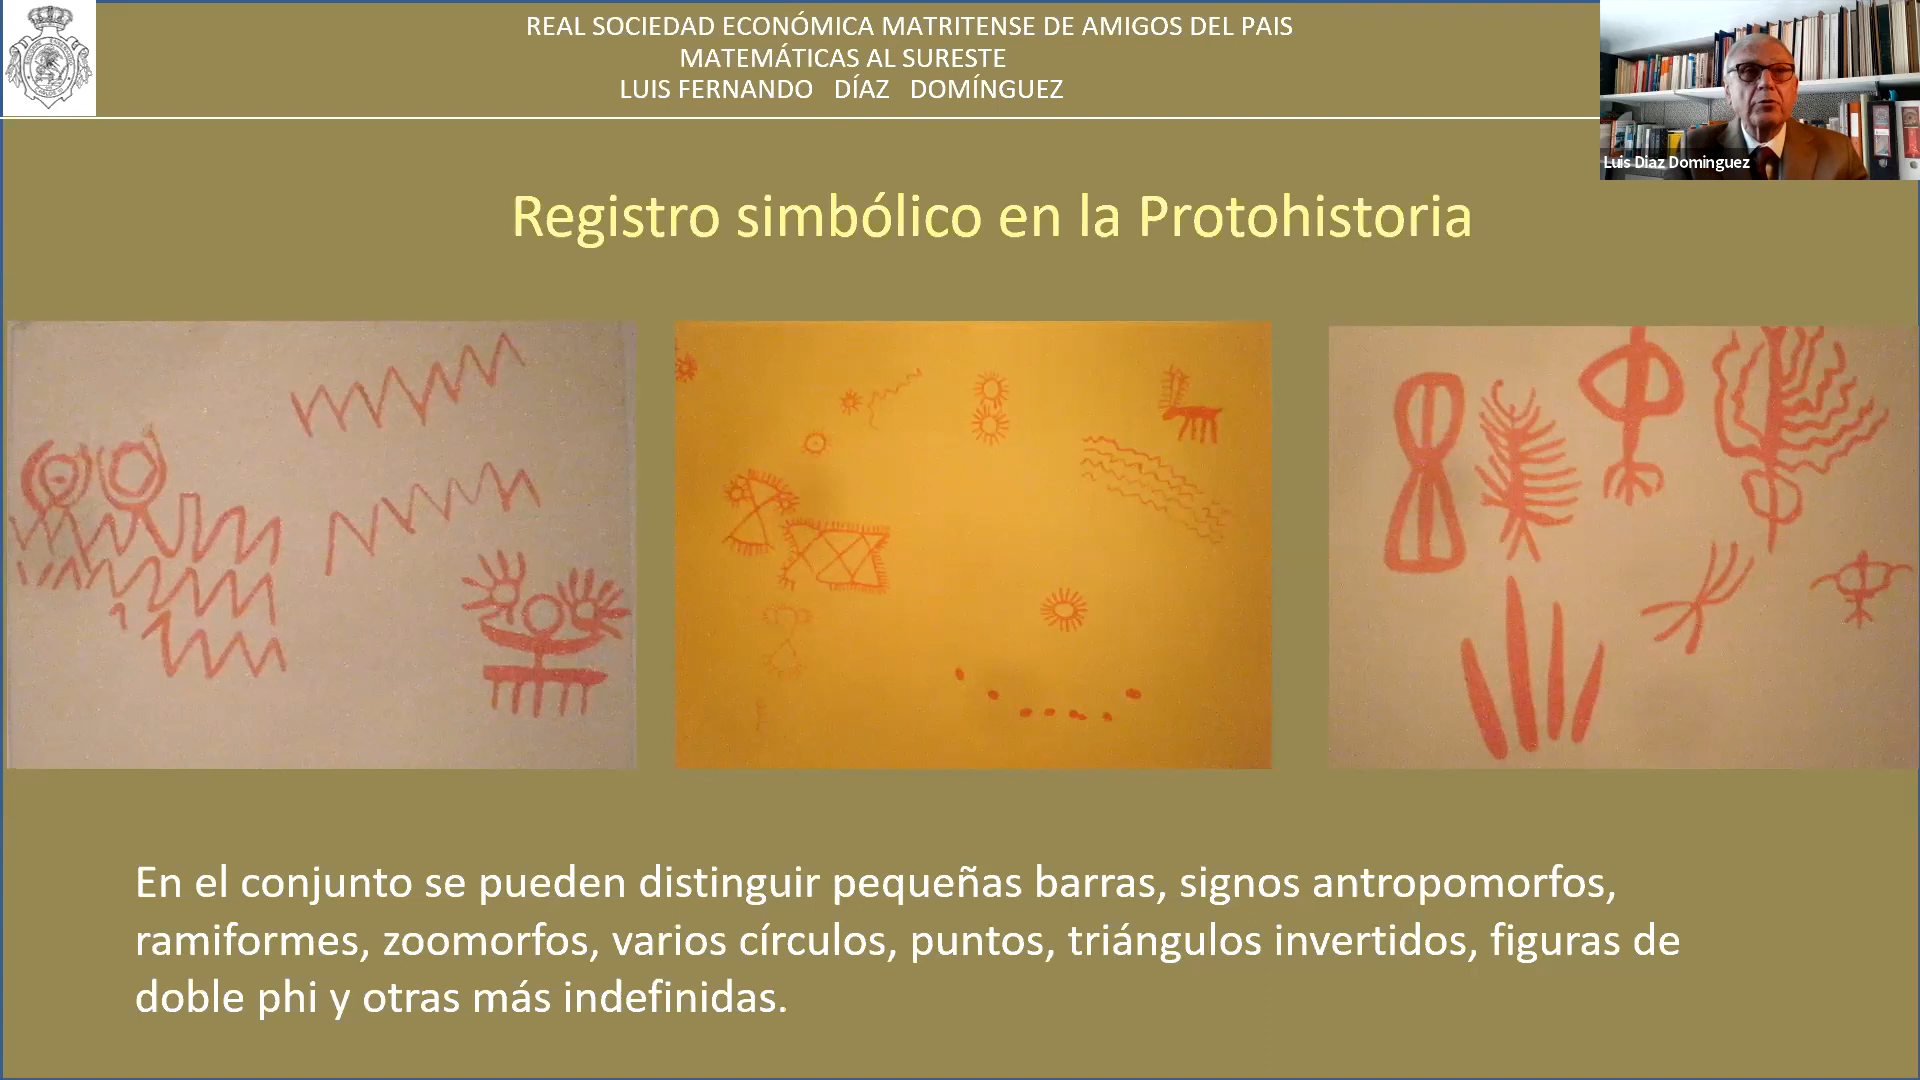 REAL SOCIEDAD ECONÓMICA MATRITENSE DE AMIGOS DEL PAIS
MATEMÁTICAS AL SURESTE
LUIS FERNANDO DÍAZ DOMÍNGUEZ
Luis Diaz Dominguez
Registro simbólico en la Protohistoria
En el conjunto se pueden distinguir pequeñas barras, signos antropomorfos,
ramiformes, zoomorfos, varios círculos, puntos, triángulos invertidos, figuras de
doble phi y otras más indefinidas.